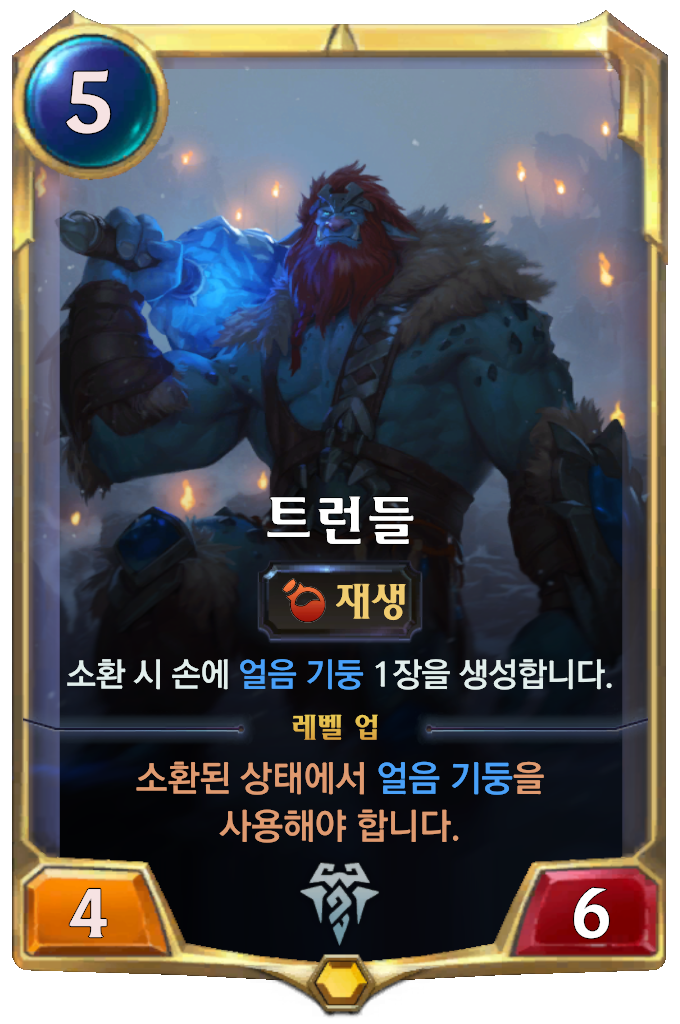 5
트런들
재생
소환 시 손에 얼음 기둥 1장을 생성합니다.
레벨 업
소환된 상태에서 얼음 기둥을
사용해야 합니다.
4
6